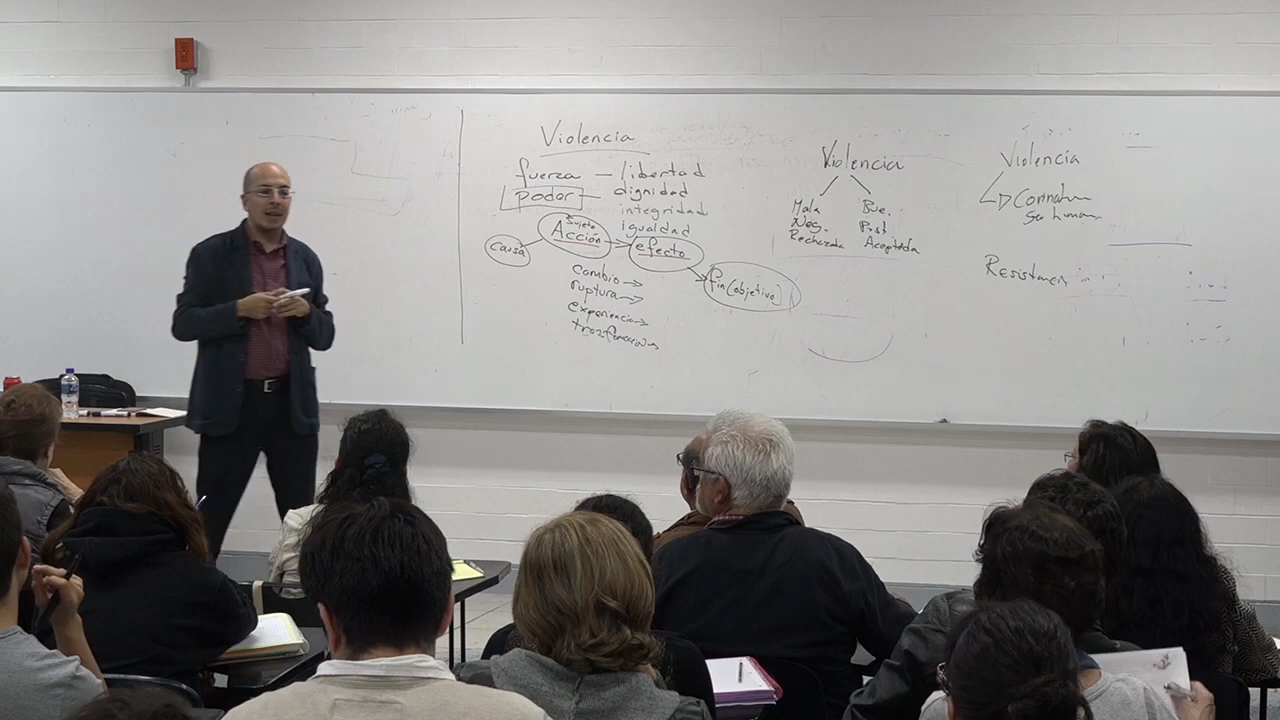 Violencia
fuerza – libertad
poder – dignidad
integridad
igualdad
causa
Sujeto
Acción
efecto
fin (objetivo)
cambio →
ruptura →
experiencia →
Violencia
Mala Bue.
Neg. Posit
Rechazada Aceptada
Violencia
Connatural
Ser humano
Resistencia